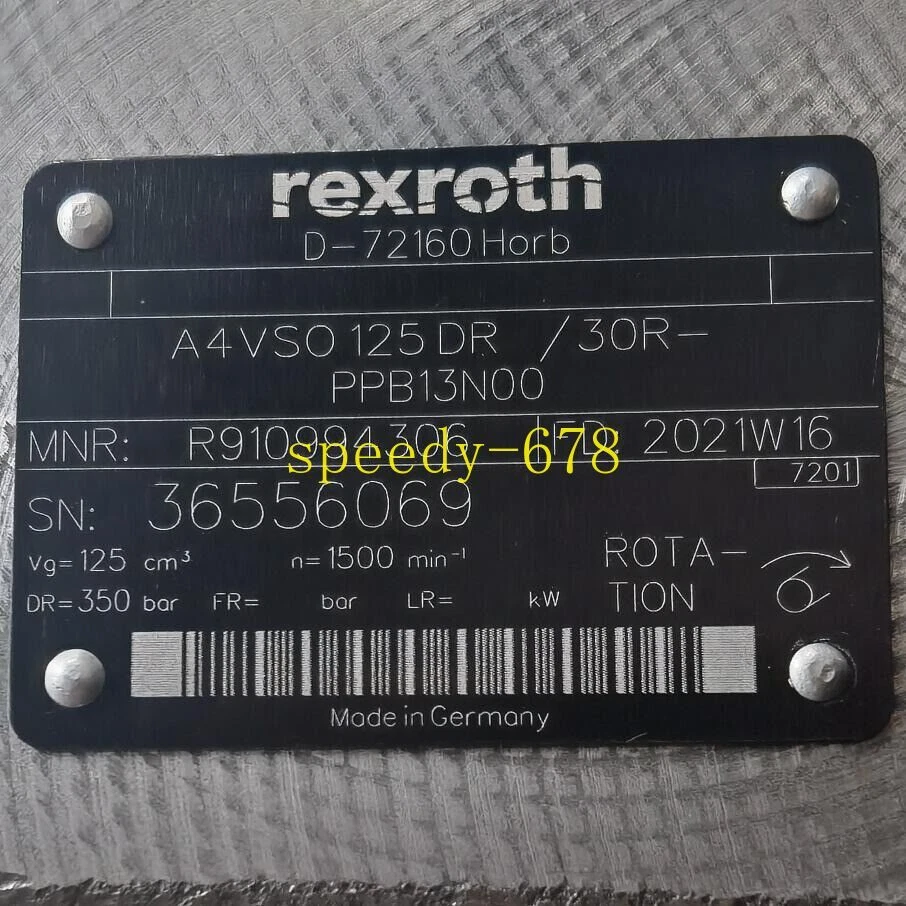 rexroth
D-72160 Horb
A4VSO 125 DR /30R-
PPB13N00
MNR: R910994306 FD: 2021W16
speedy-678
7201
SN: 36556069
Vg= 125 cm³ n= 1500 min⁻¹ ROTA-
DR= 350 bar FR= bar LR= kW TION
Made in Germany